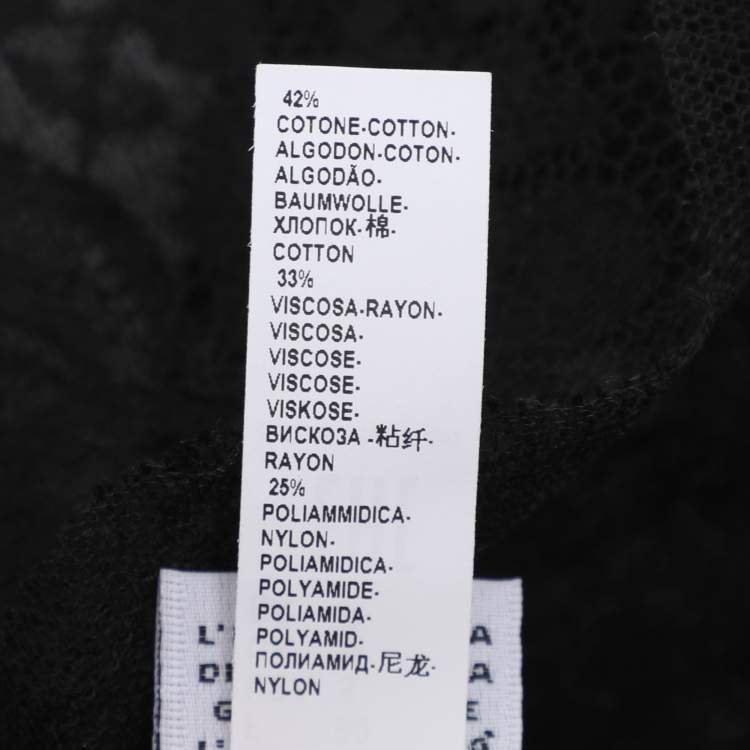 42%
COTONE-COTTON-
ALGODON-COTON-
ALGODÃO-
BAUMWOLLE-
ХЛОПОК-棉-
COTTON
33%
VISCOSA-RAYON-
VISCOSA-
VISCOSE-
VISCOSE-
VISKOSE-
ВИСКОЗА -粘纤-
RAYON
25%
POLIAMMIDICA-
NYLON-
POLIAMIDICA-
POLYAMIDE-
POLIAMIDA-
POLYAMID-
ПОЛИАМИД-尼龙-
NYLON